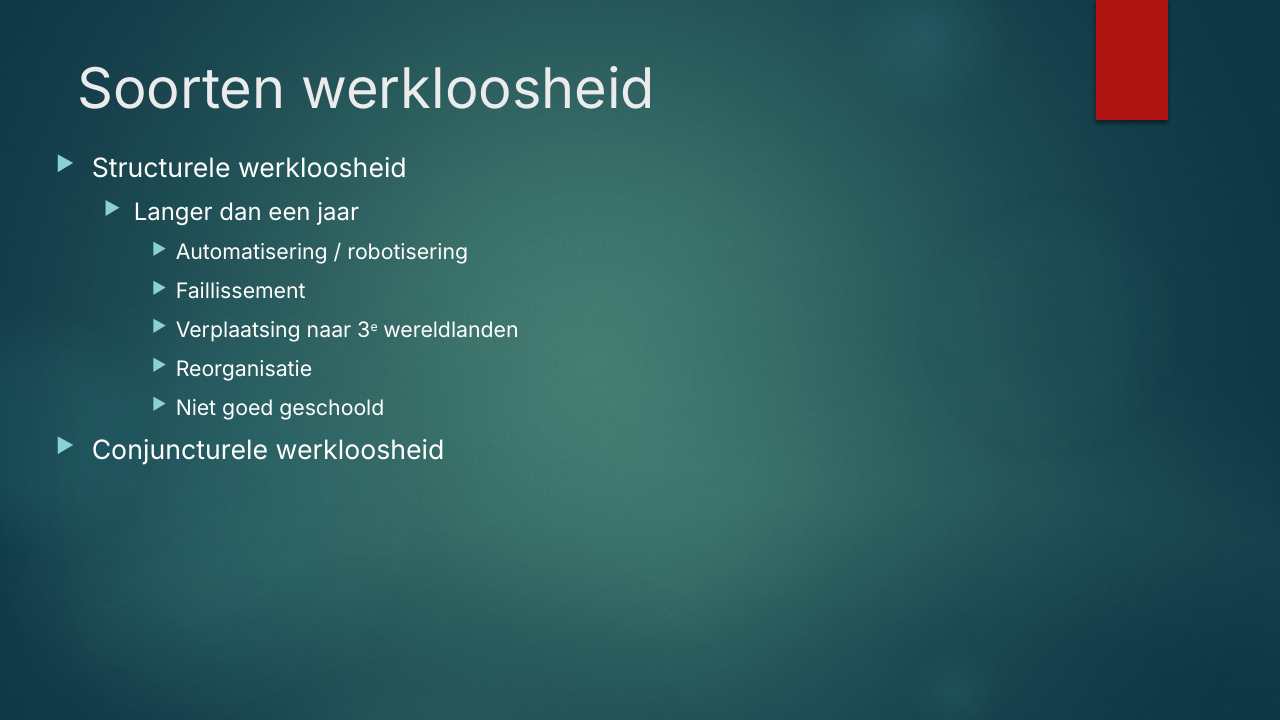 Soorten werkloosheid
Structurele werkloosheid
Langer dan een jaar
Automatisering / robotisering
Faillissement
Verplaatsing naar 3ᵉ wereldlanden
Reorganisatie
Niet goed geschoold
Conjuncturele werkloosheid